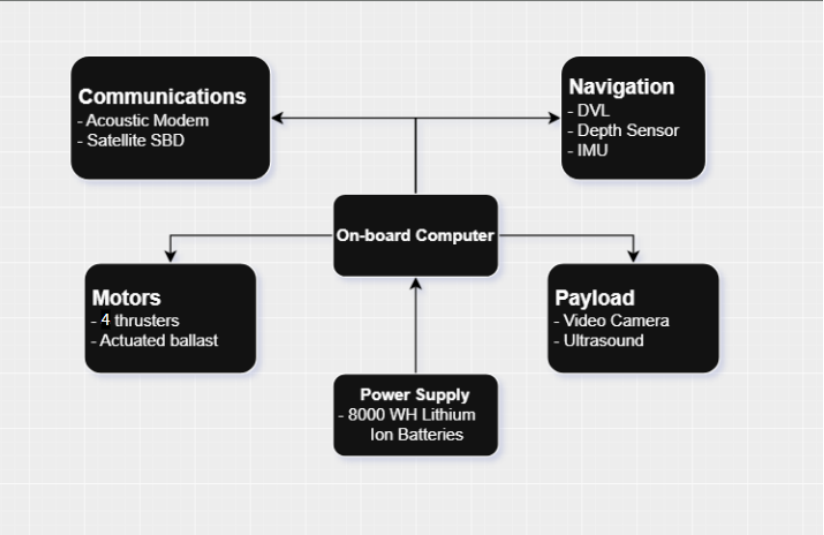 Communications
- Acoustic Modem
- Satellite SBD
Navigation
- DVL
- Depth Sensor
- IMU
On-board Computer
Motors
- 4 thrusters
- Actuated ballast
Payload
- Video Camera
- Ultrasound
Power Supply
- 8000 WH Lithium
Ion Batteries